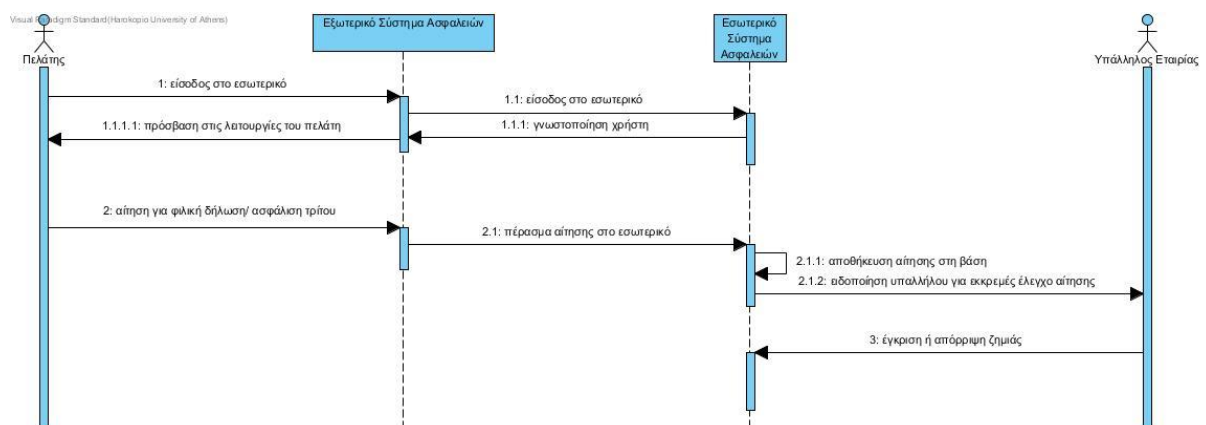 Visual Paradigm Standard(Harokopio University of Athens)
Πελάτης
Εξωτερικό Σύστημα Ασφαλειών
Εσωτερικό
Σύστημα
Ασφαλειών
Υπάλληλος Εταιρίας
1: είσοδος στο εσωτερικό
1.1: είσοδος στο εσωτερικό
1.1.1: γνωστοποίηση χρήστη
1.1.1.1: πρόσβαση στις λειτουργίες του πελάτη
2: αίτηση για φιλική δήλωση/ ασφάλιση τρίτου
2.1: πέρασμα αίτησης στο εσωτερικό
2.1.1: αποθήκευση αίτησης στη βάση
2.1.2: ειδοποίηση υπαλλήλου για εκκρεμές έλεγχο αίτησης
3: έγκριση ή απόρριψη ζημιάς